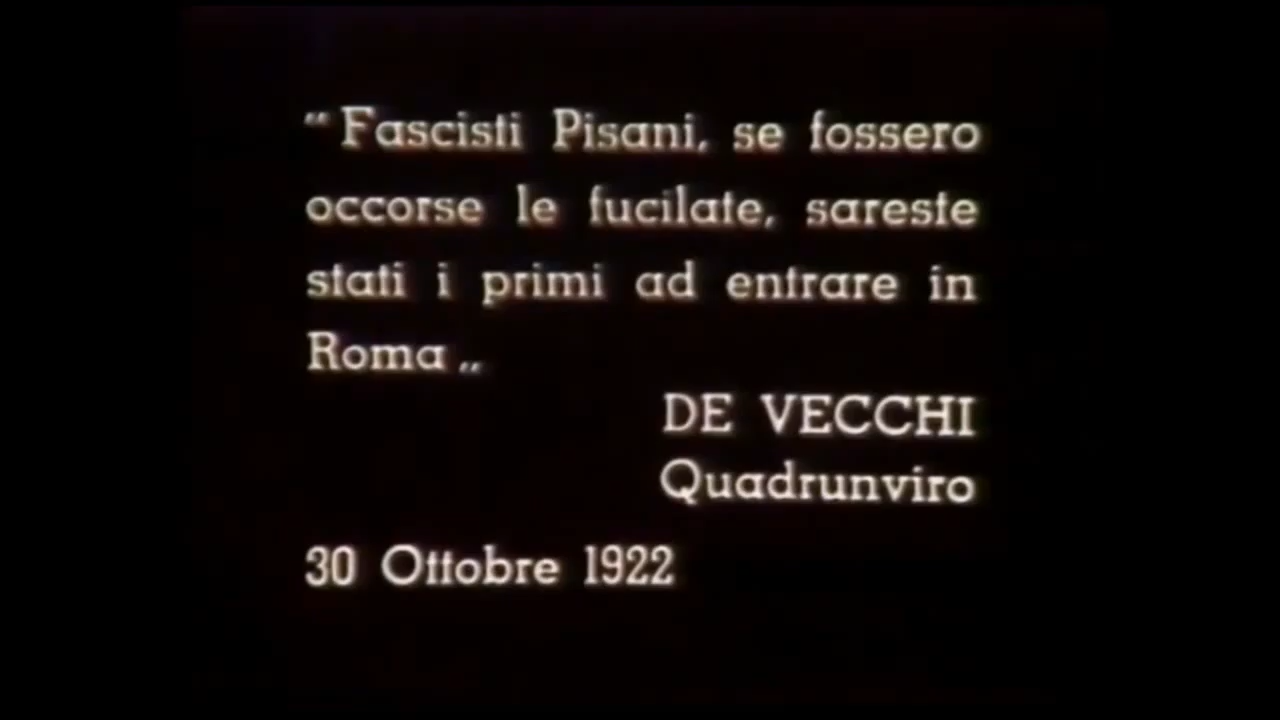 “ Fascisti Pisani, se fossero
occorse le fucilate, sareste
stati i primi ad entrare in
Roma „
DE VECCHI
Quadrunviro
30 Ottobre 1922